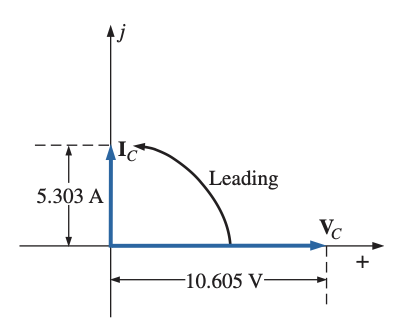 j
I_C
Leading
5.303 A
V_C
+
10.605 V